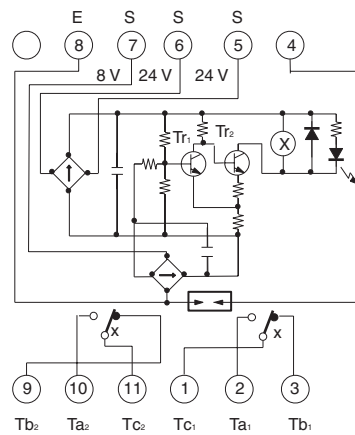 E S S S
8 7 6 5 4
8 V 24 V 24 V
Tr₁ Tr₂
X
x x
9 10 11 1 2 3
Tb₂ Ta₂ Tc₂ Tc₁ Ta₁ Tb₁